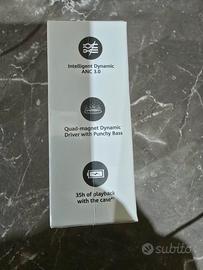 Intelligent Dynamic
ANC 3.0
Quad-magnet Dynamic
Driver with Punchy Bass
35h of playback
with the case
subito